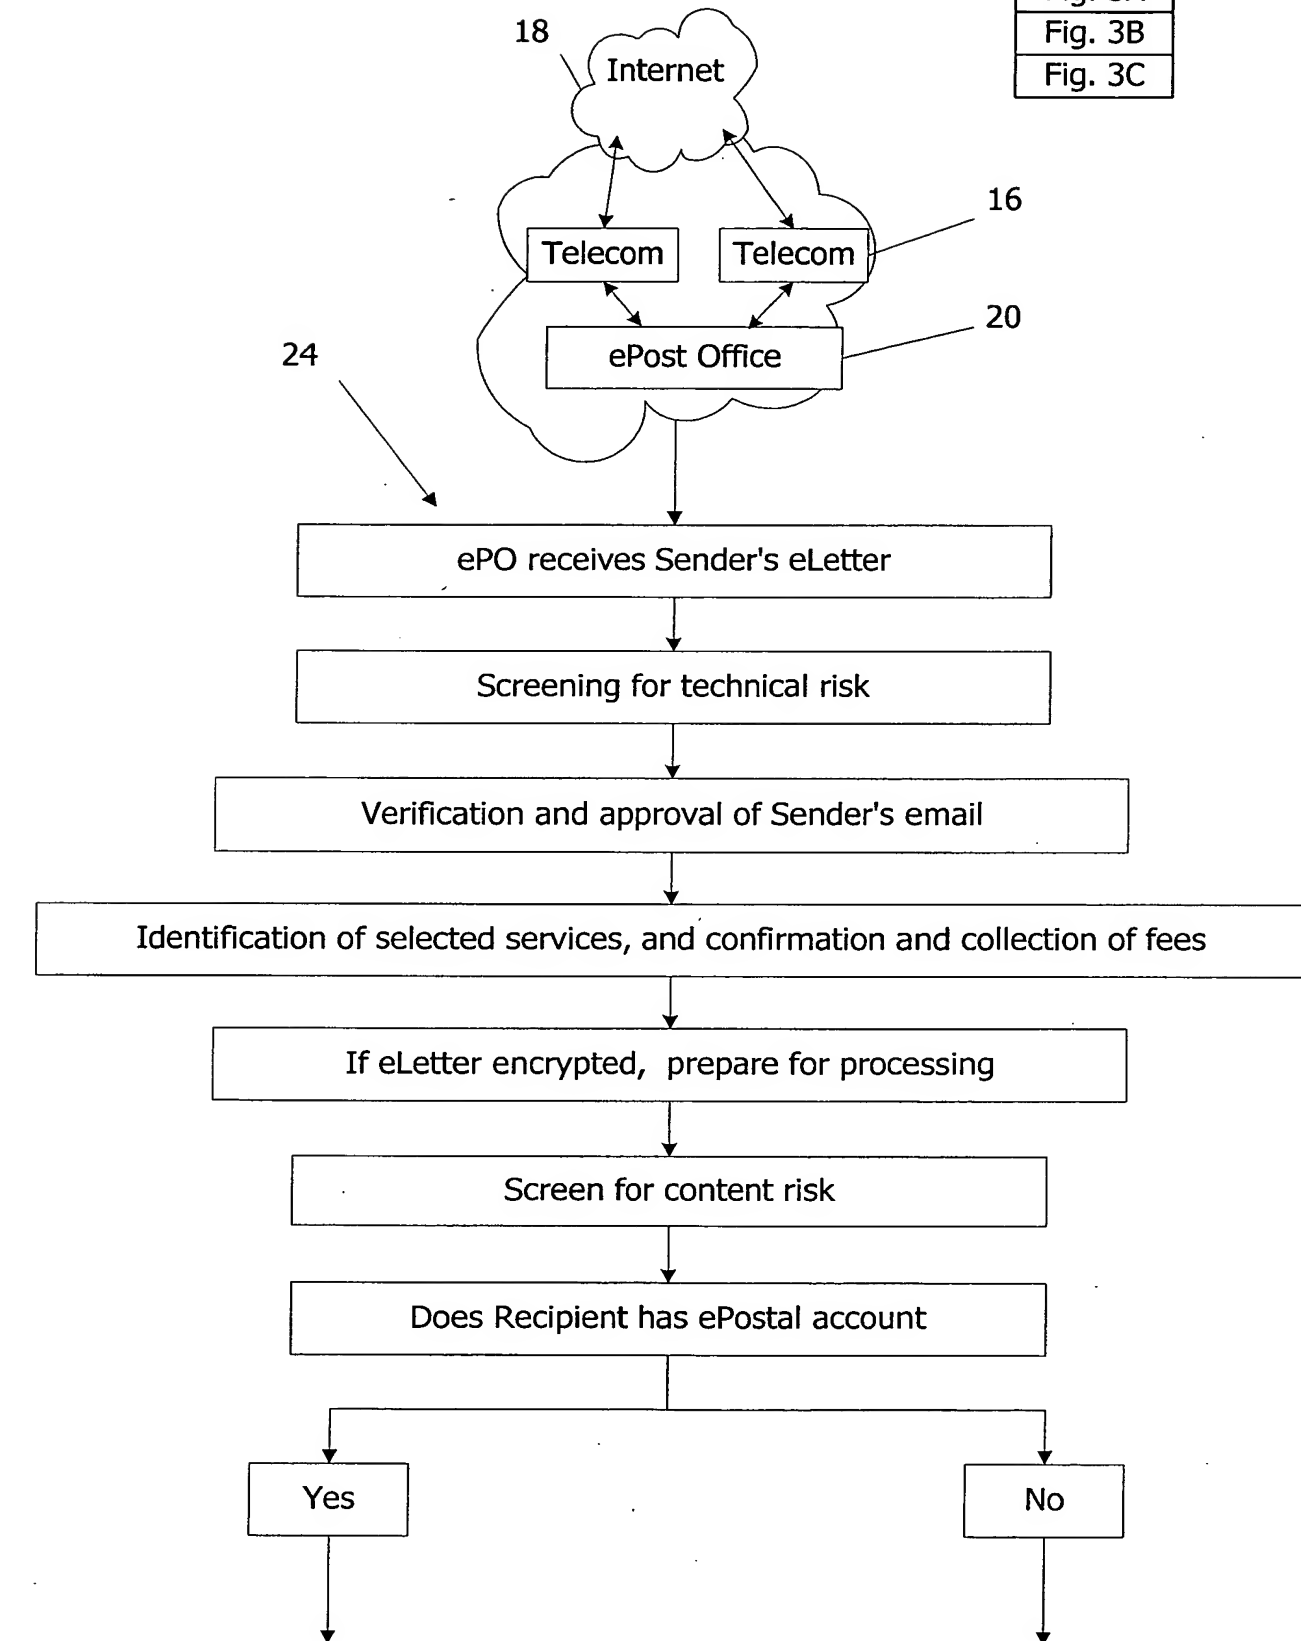 18
Internet
Fig. 3B
Fig. 3C
16
Telecom
Telecom
20
ePost Office
24
ePO receives Sender's eLetter
Screening for technical risk
Verification and approval of Sender's email
Identification of selected services, and confirmation and collection of fees
If eLetter encrypted, prepare for processing
Screen for content risk
Does Recipient has ePostal account
Yes
No